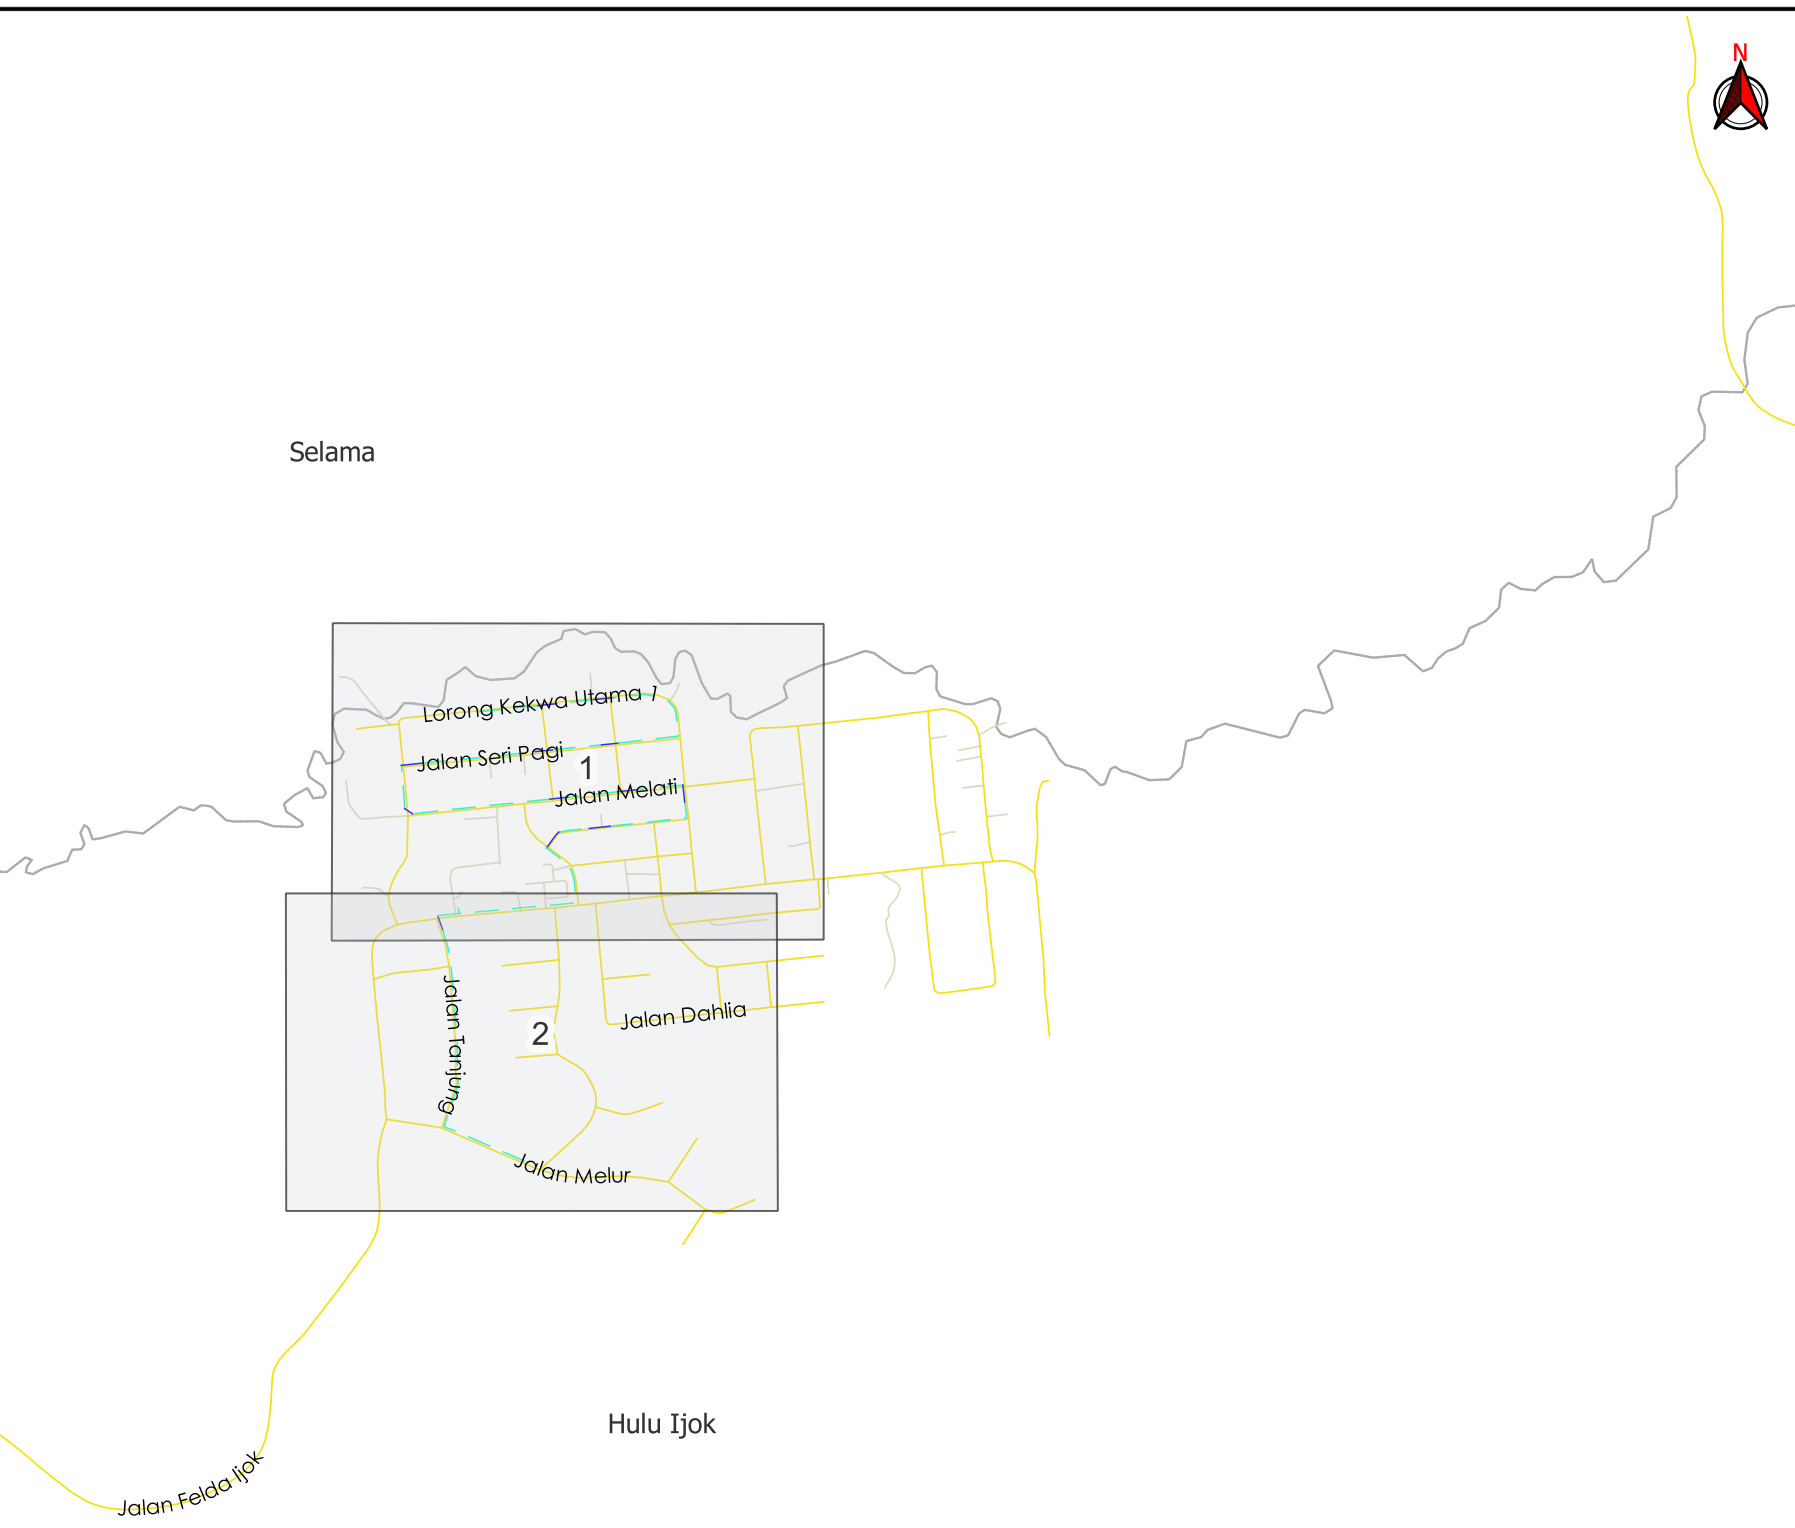 N
Selama
Lorong Kekwa Utama 1
Jalan Seri Pagi
1
Jalan Melati
Jalan Tanjung
Jalan Dahlia
2
Jalan Melur
Hulu Ijok
Jalan Felda Ijok